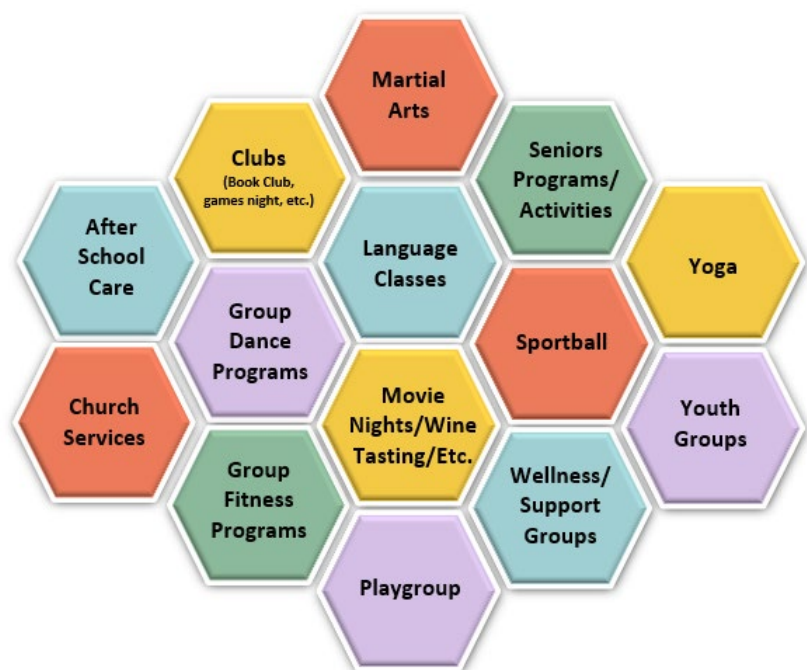 Martial
Arts
Clubs
(Book Club,
games night, etc.)
Seniors
Programs/
Activities
After
School
Care
Language
Classes
Yoga
Group
Dance
Programs
Sportball
Church
Services
Movie
Nights/Wine
Tasting/Etc.
Youth
Groups
Group
Fitness
Programs
Wellness/
Support
Groups
Playgroup